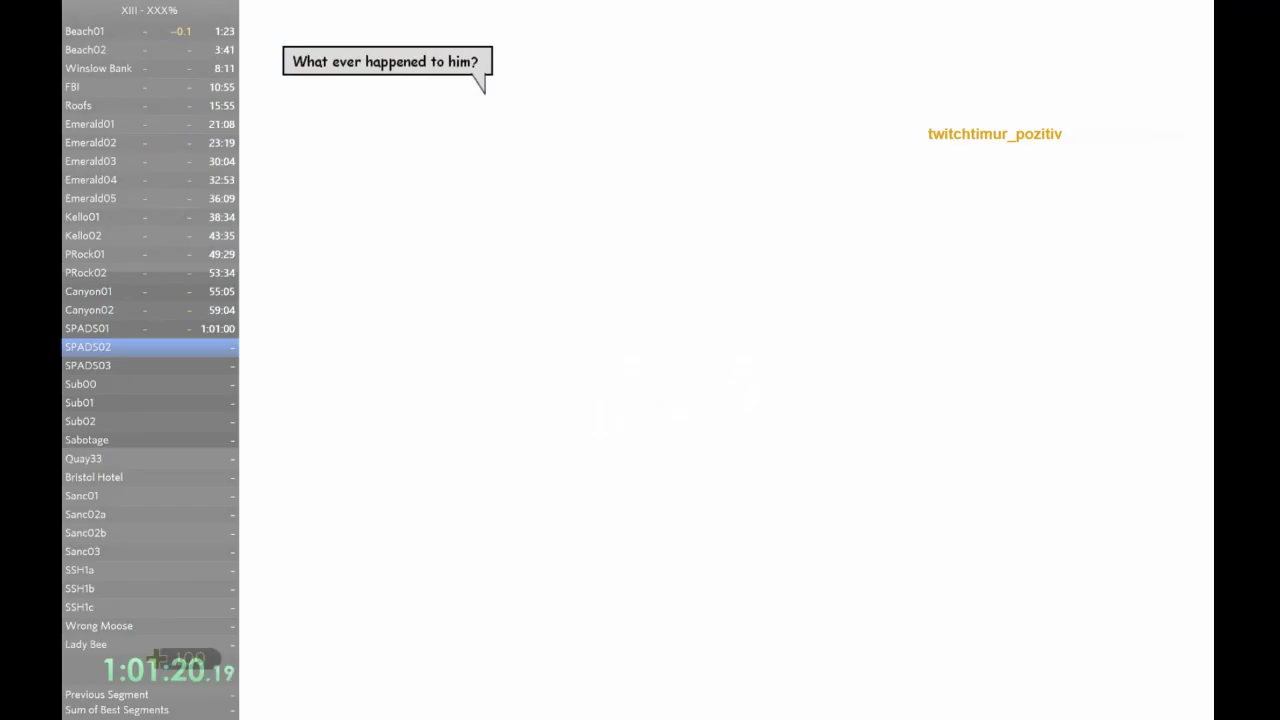 XIII - XXX%
Beach01 - −0.1 1:23
Beach02 - - 3:41
Winslow Bank - - 8:11
FBI - - 10:55
Roofs - - 15:55
Emerald01 - - 21:08
Emerald02 - - 23:19
Emerald03 - - 30:04
Emerald04 - - 32:53
Emerald05 - - 36:09
Kello01 - - 38:34
Kello02 - - 43:35
PRock01 - - 49:29
PRock02 - - 53:34
Canyon01 - - 55:05
Canyon02 - - 59:04
SPADS01 - - 1:01:00
SPADS02 -
SPADS03 -
Sub00 -
Sub01 -
Sub02 -
Sabotage -
Quay33 -
Bristol Hotel -
Sanc01 -
Sanc02a -
Sanc02b -
Sanc03 -
SSH1a -
SSH1b -
SSH1c -
Wrong Moose -
Lady Bee -
100
1:01:20.19
Previous Segment -
Sum of Best Segments -
What ever happened to him?
twitchtimur_pozitiv